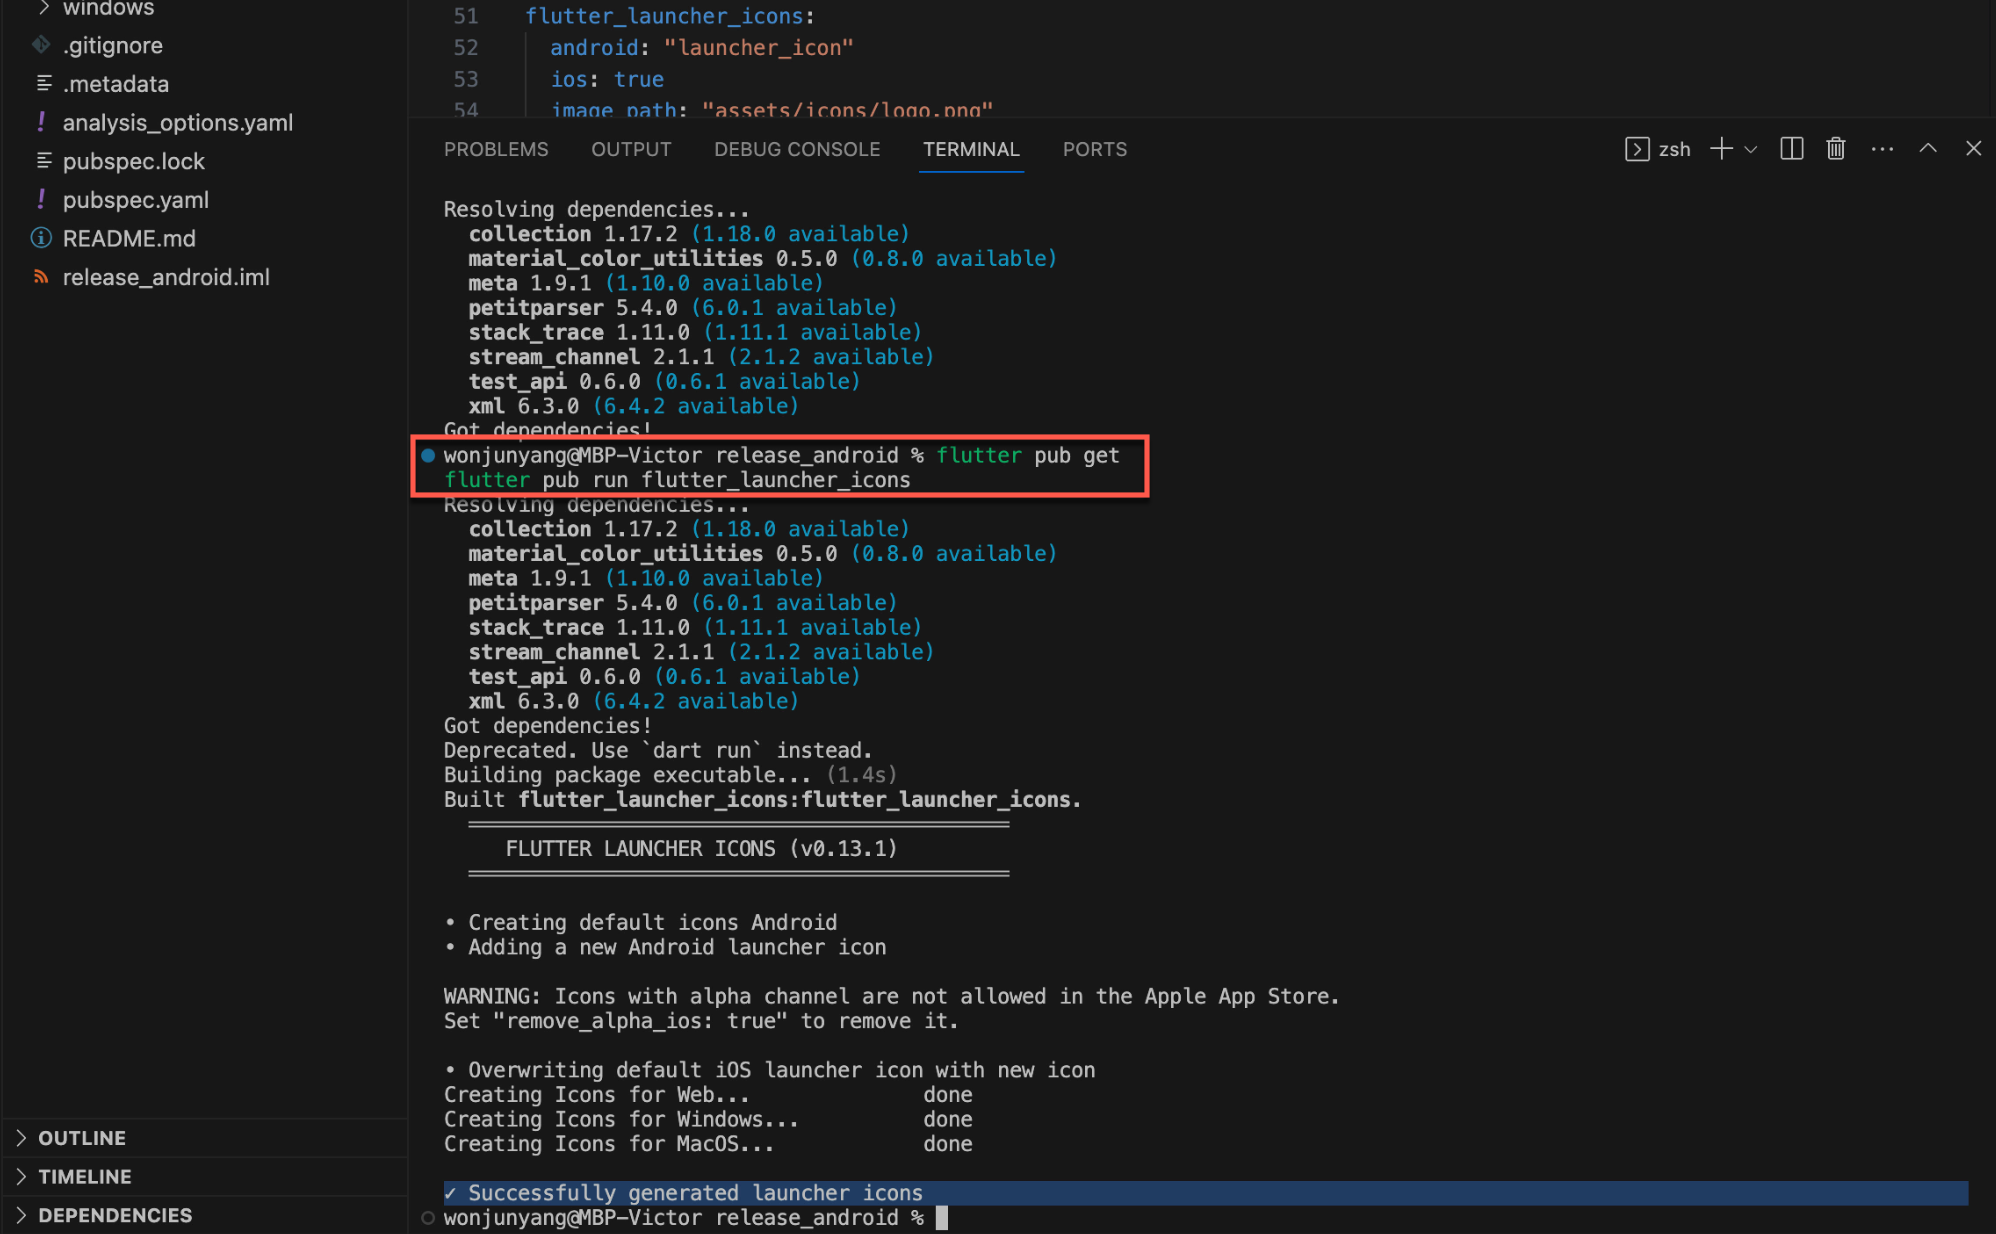 windows
.gitignore
.metadata
analysis_options.yaml
pubspec.lock
pubspec.yaml
README.md
release_android.iml
OUTLINE
TIMELINE
DEPENDENCIES
51 flutter_launcher_icons:
52 android: "launcher_icon"
53 ios: true
54 image_path: "assets/icons/logo.png"
PROBLEMS OUTPUT DEBUG CONSOLE TERMINAL PORTS zsh
Resolving dependencies...
collection 1.17.2 (1.18.0 available)
material_color_utilities 0.5.0 (0.8.0 available)
meta 1.9.1 (1.10.0 available)
petitparser 5.4.0 (6.0.1 available)
stack_trace 1.11.0 (1.11.1 available)
stream_channel 2.1.1 (2.1.2 available)
test_api 0.6.0 (0.6.1 available)
xml 6.3.0 (6.4.2 available)
Got dependencies!
wonjunyang@MBP-Victor release_android % flutter pub get
flutter pub run flutter_launcher_icons
Resolving dependencies...
collection 1.17.2 (1.18.0 available)
material_color_utilities 0.5.0 (0.8.0 available)
meta 1.9.1 (1.10.0 available)
petitparser 5.4.0 (6.0.1 available)
stack_trace 1.11.0 (1.11.1 available)
stream_channel 2.1.1 (2.1.2 available)
test_api 0.6.0 (0.6.1 available)
xml 6.3.0 (6.4.2 available)
Got dependencies!
Deprecated. Use `dart run` instead.
Building package executable... (1.4s)
Built flutter_launcher_icons:flutter_launcher_icons.
FLUTTER LAUNCHER ICONS (v0.13.1)
• Creating default icons Android
• Adding a new Android launcher icon
WARNING: Icons with alpha channel are not allowed in the Apple App Store.
Set "remove_alpha_ios: true" to remove it.
• Overwriting default iOS launcher icon with new icon
Creating Icons for Web... done
Creating Icons for Windows... done
Creating Icons for MacOS... done
✓ Successfully generated launcher icons
wonjunyang@MBP-Victor release_android %